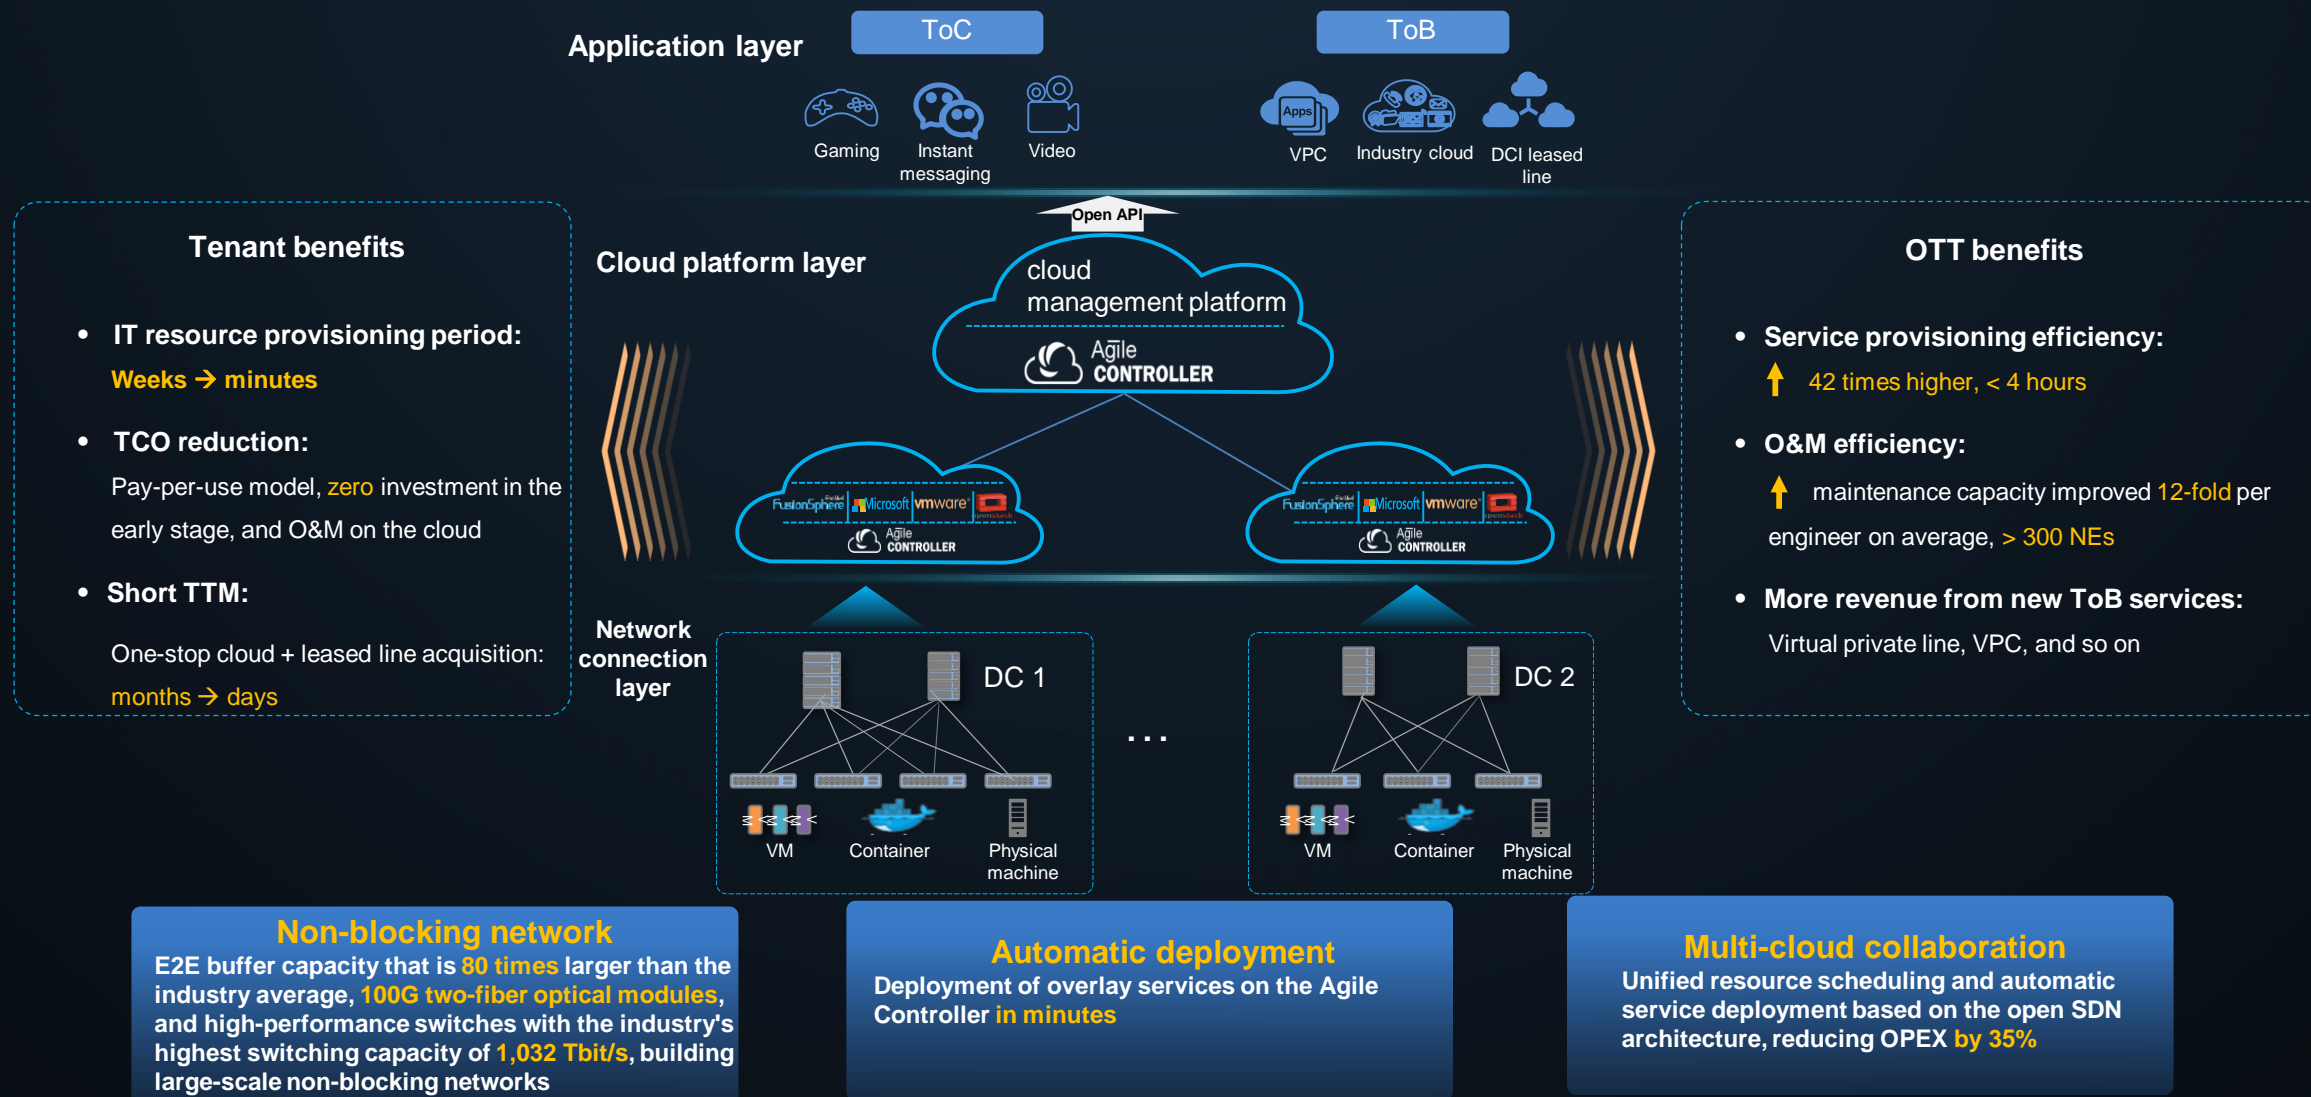 Application layer
ToC
ToB
Apps
Gaming
Instant
messaging
Video
VPC
Industry cloud
DCI leased
line
Open API
Tenant benefits
• IT resource provisioning period:
Weeks → minutes
• TCO reduction:
Pay-per-use model, zero investment in the
early stage, and O&M on the cloud
• Short TTM:
One-stop cloud + leased line acquisition:
months → days
Cloud platform layer
cloud
management platform
Agile
CONTROLLER
FusionSphere
Microsoft
vmware
openstack
Agile
CONTROLLER
FusionSphere
Microsoft
vmware
openstack
Agile
CONTROLLER
OTT benefits
• Service provisioning efficiency:
42 times higher, < 4 hours
• O&M efficiency:
maintenance capacity improved 12-fold per
engineer on average, > 300 NEs
• More revenue from new ToB services:
Virtual private line, VPC, and so on
Network
connection
layer
DC 1
VM
Container
Physical
machine
...
DC 2
VM
Container
Physical
machine
Non-blocking network
E2E buffer capacity that is 80 times larger than the
industry average, 100G two-fiber optical modules,
and high-performance switches with the industry's
highest switching capacity of 1,032 Tbit/s, building
large-scale non-blocking networks
Automatic deployment
Deployment of overlay services on the Agile
Controller in minutes
Multi-cloud collaboration
Unified resource scheduling and automatic
service deployment based on the open SDN
architecture, reducing OPEX by 35%